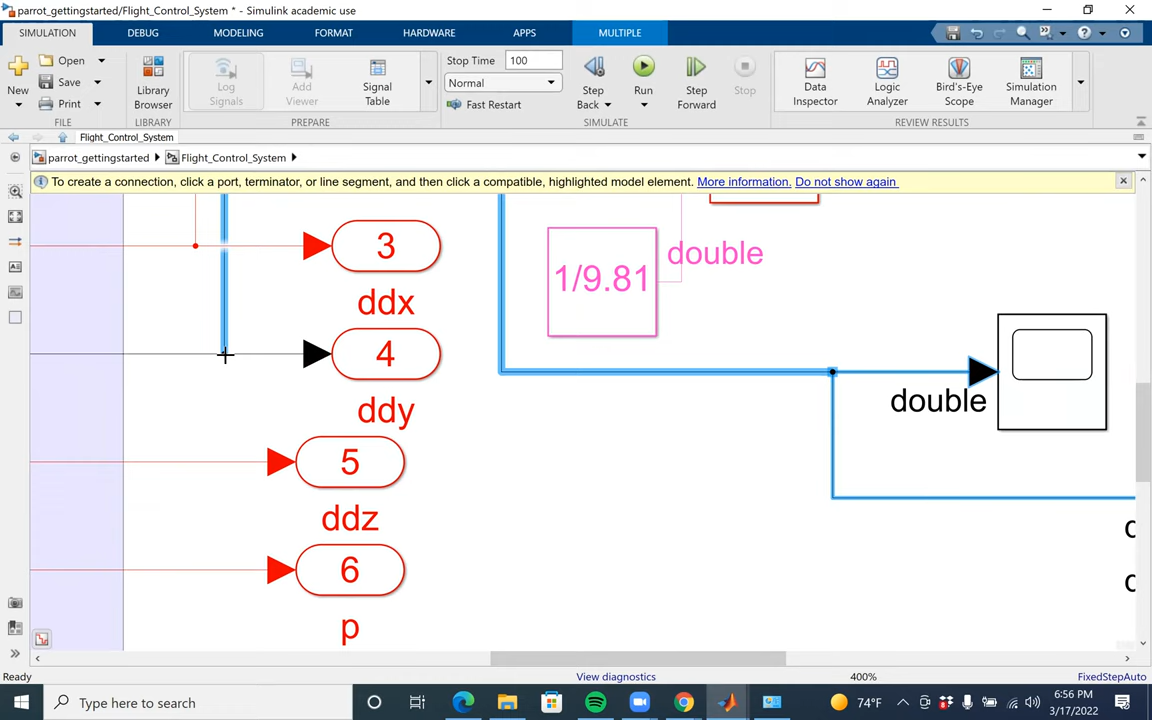 parrot_gettingstarted/Flight_Control_System * - Simulink academic use
SIMULATION DEBUG MODELING FORMAT HARDWARE APPS MULTIPLE
New
Open
Save
Print
FILE
Library
Browser
LIBRARY
Log
Signals
Add
Viewer
Signal
Table
PREPARE
Stop Time 100
Normal
Fast Restart
Step
Back
Run
Step
Forward
Stop
SIMULATE
Data
Inspector
Logic
Analyzer
Bird's-Eye
Scope
Simulation
Manager
REVIEW RESULTS
Flight_Control_System
parrot_gettingstarted Flight_Control_System
To create a connection, click a port, terminator, or line segment, and then click a compatible, highlighted model element. More information. Do not show again
3
ddx
4
ddy
5
ddz
6
p
1/9.81
double
double
Ready
View diagnostics
400%
FixedStepAuto
Type here to search
74°F
6:56 PM
3/17/2022